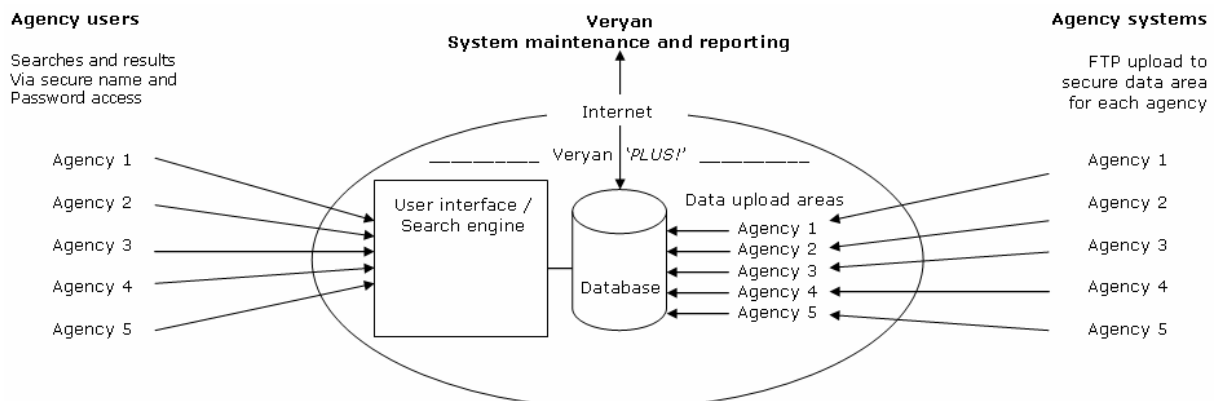 Agency users
Searches and results
Via secure name and
Password access
Agency 1
Agency 2
Agency 3
Agency 4
Agency 5
Veryan
System maintenance and reporting
Internet
___________ Veryan 'PLUS!' ___________
User interface /
Search engine
Database
Data upload areas
Agency 1
Agency 2
Agency 3
Agency 4
Agency 5
Agency systems
FTP upload to
secure data area
for each agency
Agency 1
Agency 2
Agency 3
Agency 4
Agency 5